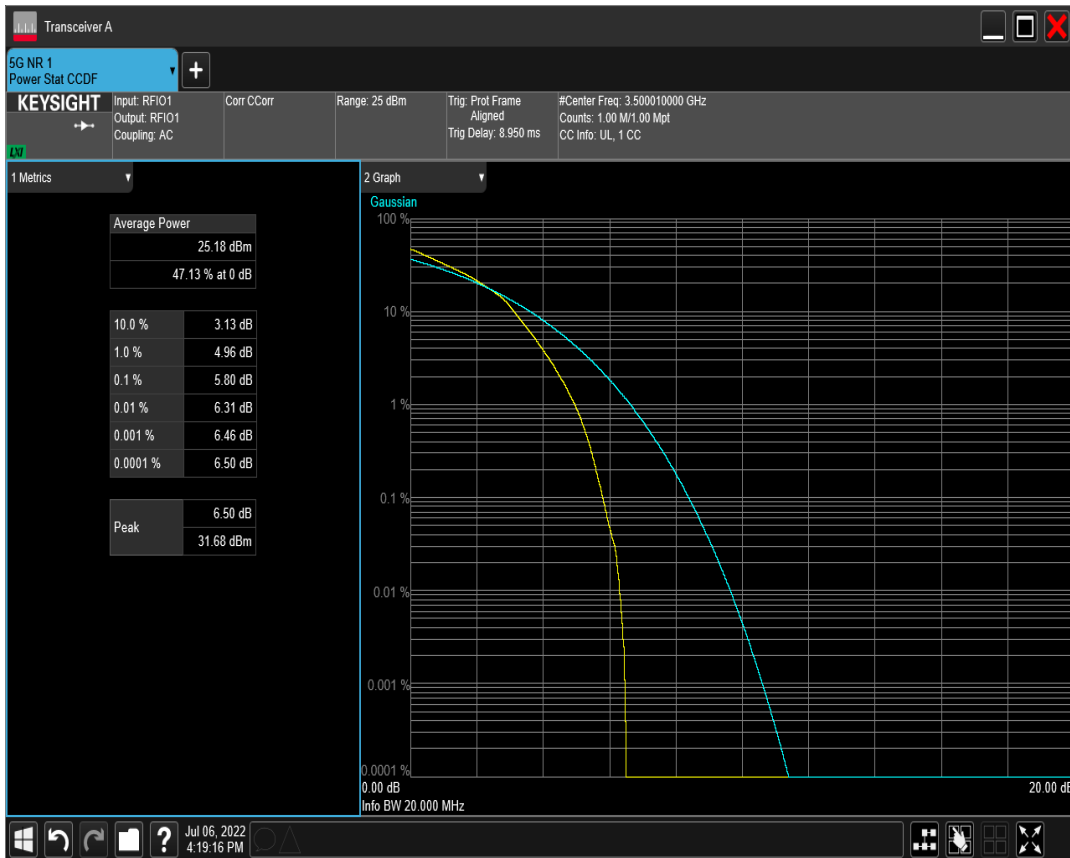 Transceiver A
5G NR 1
Power Stat CCDF
KEYSIGHT
LXI
Input: RFIO1
Output: RFIO1
Coupling: AC
Corr CCorr
Range: 25 dBm
Trig: Prot Frame
Aligned
Trig Delay: 8.950 ms
#Center Freq: 3.500010000 GHz
Counts: 1.00 M/1.00 Mpt
CC Info: UL, 1 CC
1 Metrics
Average Power
25.18 dBm
47.13 % at 0 dB
10.0 % 3.13 dB
1.0 % 4.96 dB
0.1 % 5.80 dB
0.01 % 6.31 dB
0.001 % 6.46 dB
0.0001 % 6.50 dB
Peak
6.50 dB
31.68 dBm
2 Graph
Gaussian
100 %
10 %
1 %
0.1 %
0.01 %
0.001 %
0.0001 %
0.00 dB 20.00 dB
Info BW 20.000 MHz
?
Jul 06, 2022
4:19:16 PM